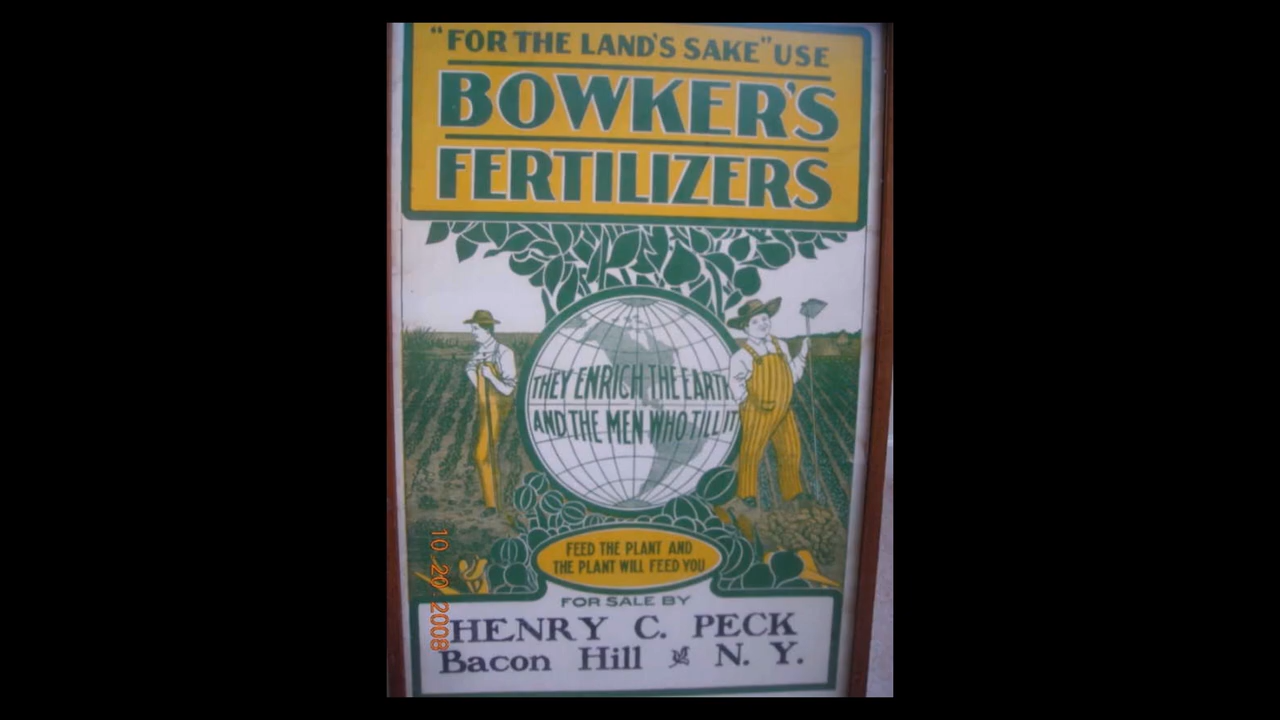 "FOR THE LAND'S SAKE" USE
BOWKER'S
FERTILIZERS
THEY ENRICH THE EARTH
AND THE MEN WHO TILL IT
FEED THE PLANT AND
THE PLANT WILL FEED YOU
FOR SALE BY
HENRY C. PECK
Bacon Hill N. Y.
10 20 2008